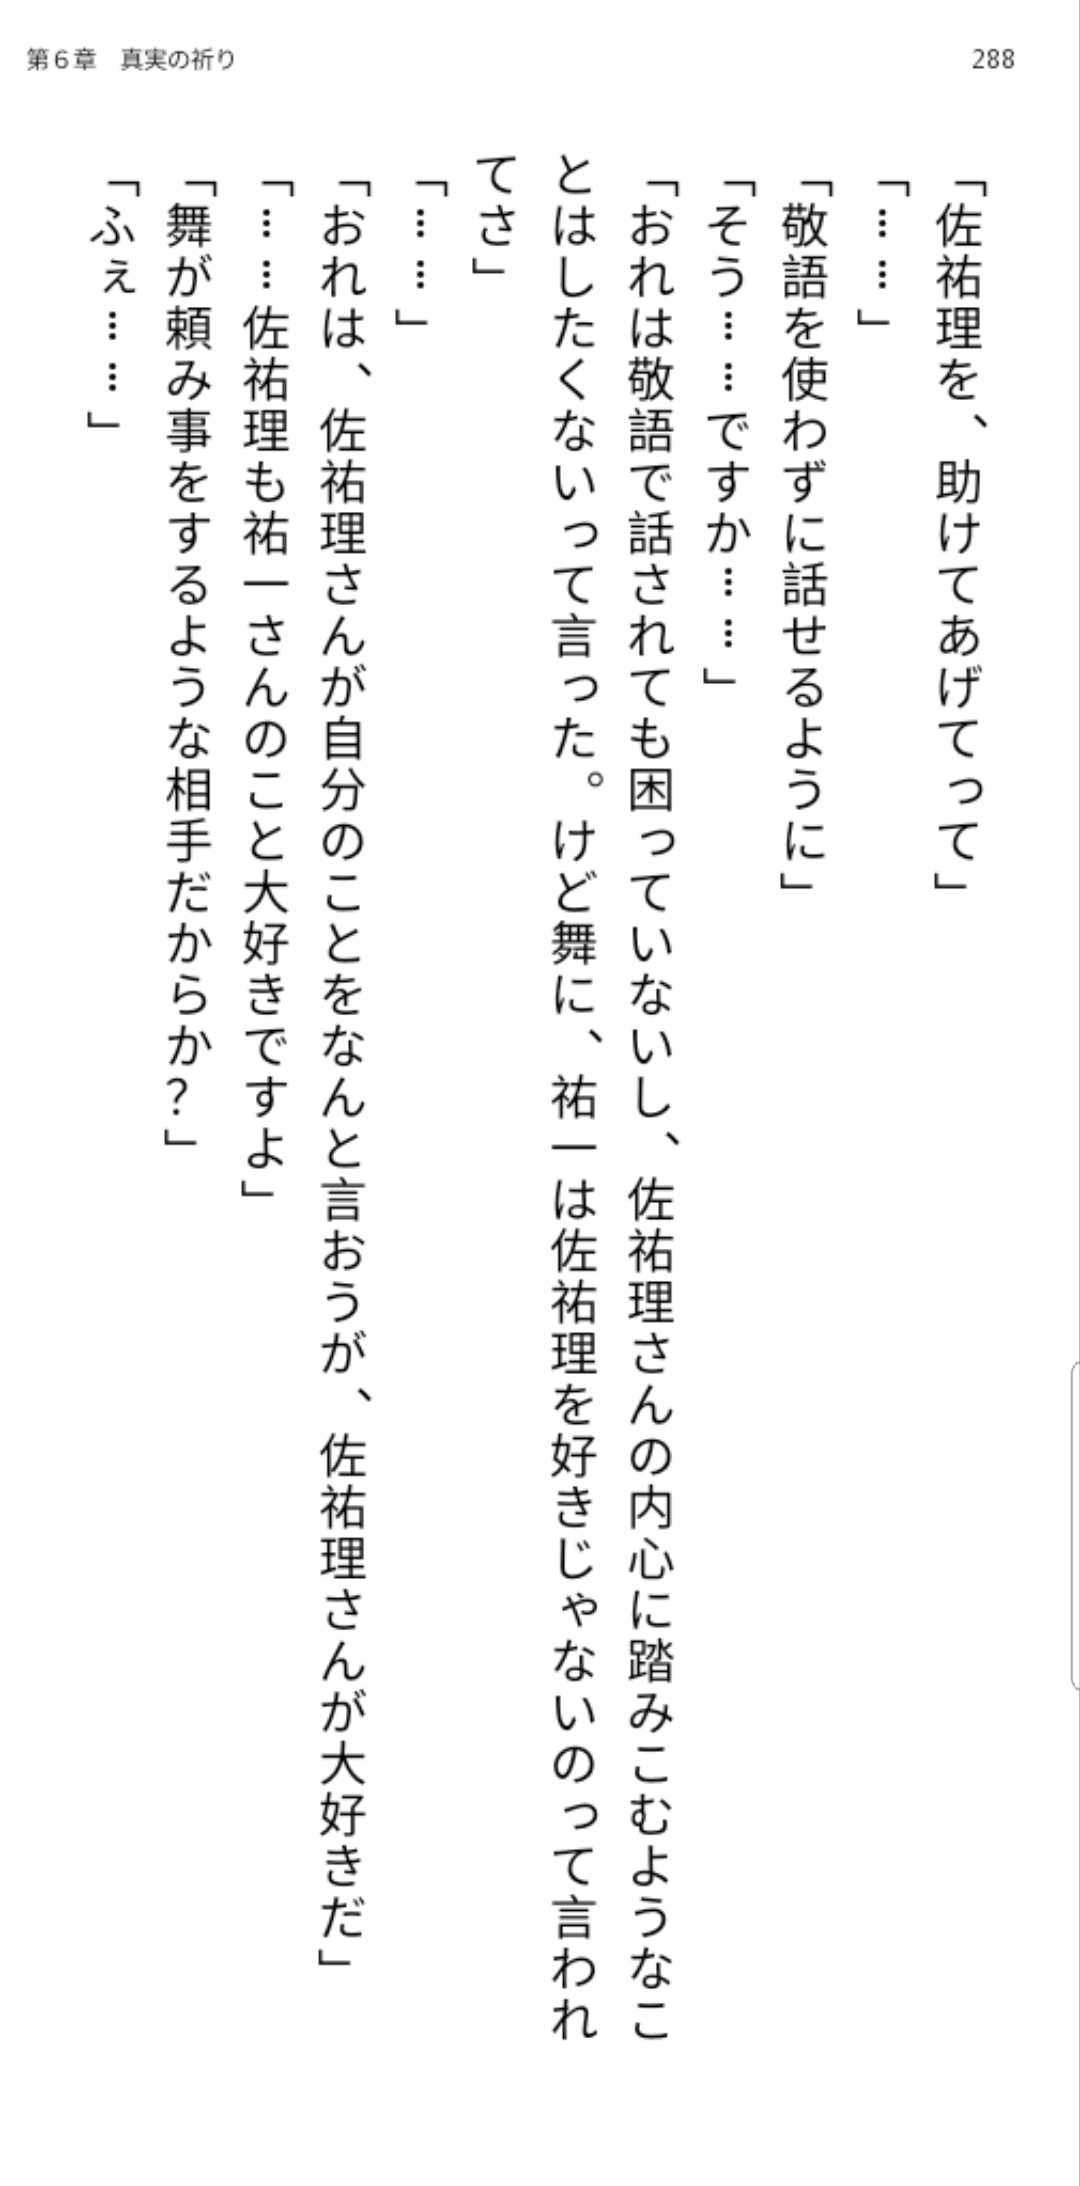 第６章　真実の祈り
288
「佐祐理を、助けてあげてって」
「……」
「敬語を使わずに話せるように」
「そう……ですか……」
「おれは敬語で話されても困っていないし、佐祐理さんの内心に踏みこむようなこ
とはしたくないって言った。けど舞に、祐一は佐祐理を好きじゃないのって言われ
てさ」
「……」
「おれは、佐祐理さんが自分のことをなんと言おうが、佐祐理さんが大好きだ」
「……佐祐理も祐一さんのこと大好きですよ」
「舞が頼み事をするような相手だからか？」
「ふぇ……」